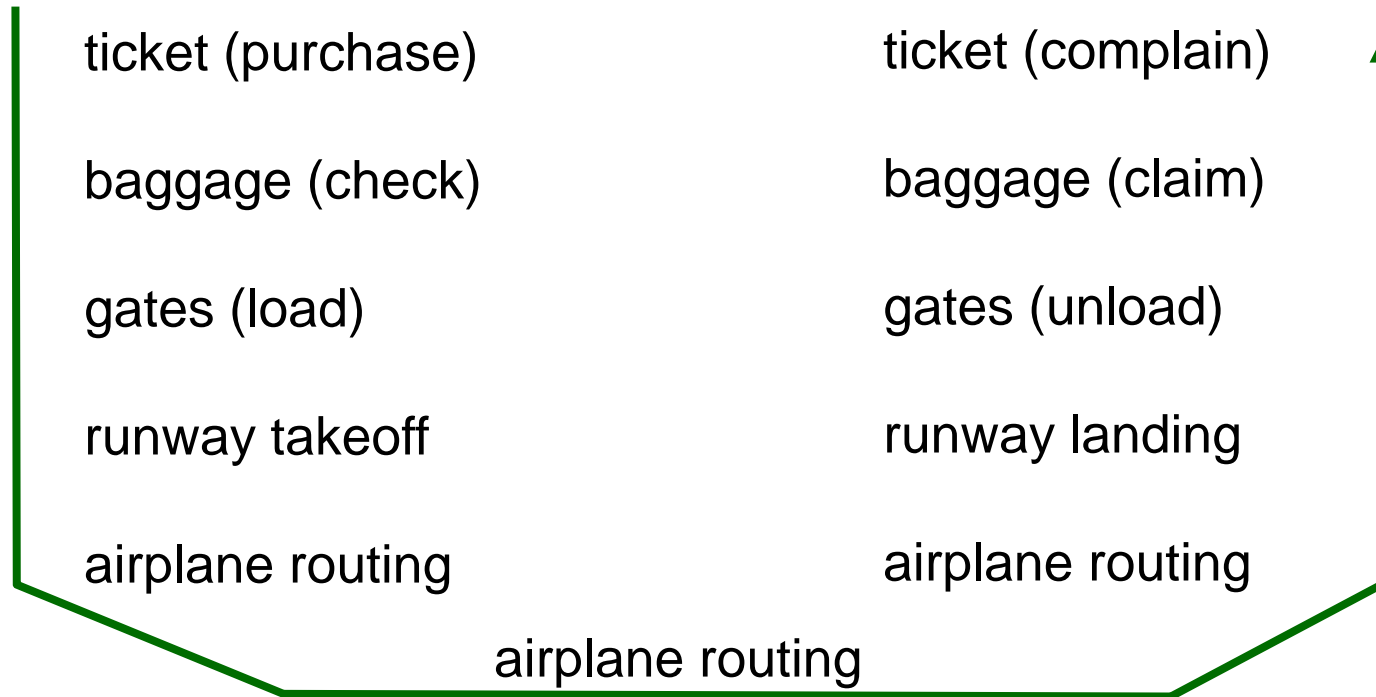 ticket (purchase)
baggage (check)
gates (load)
runway takeoff
airplane routing
ticket (complain)
baggage (claim)
gates (unload)
runway landing
airplane routing
airplane routing